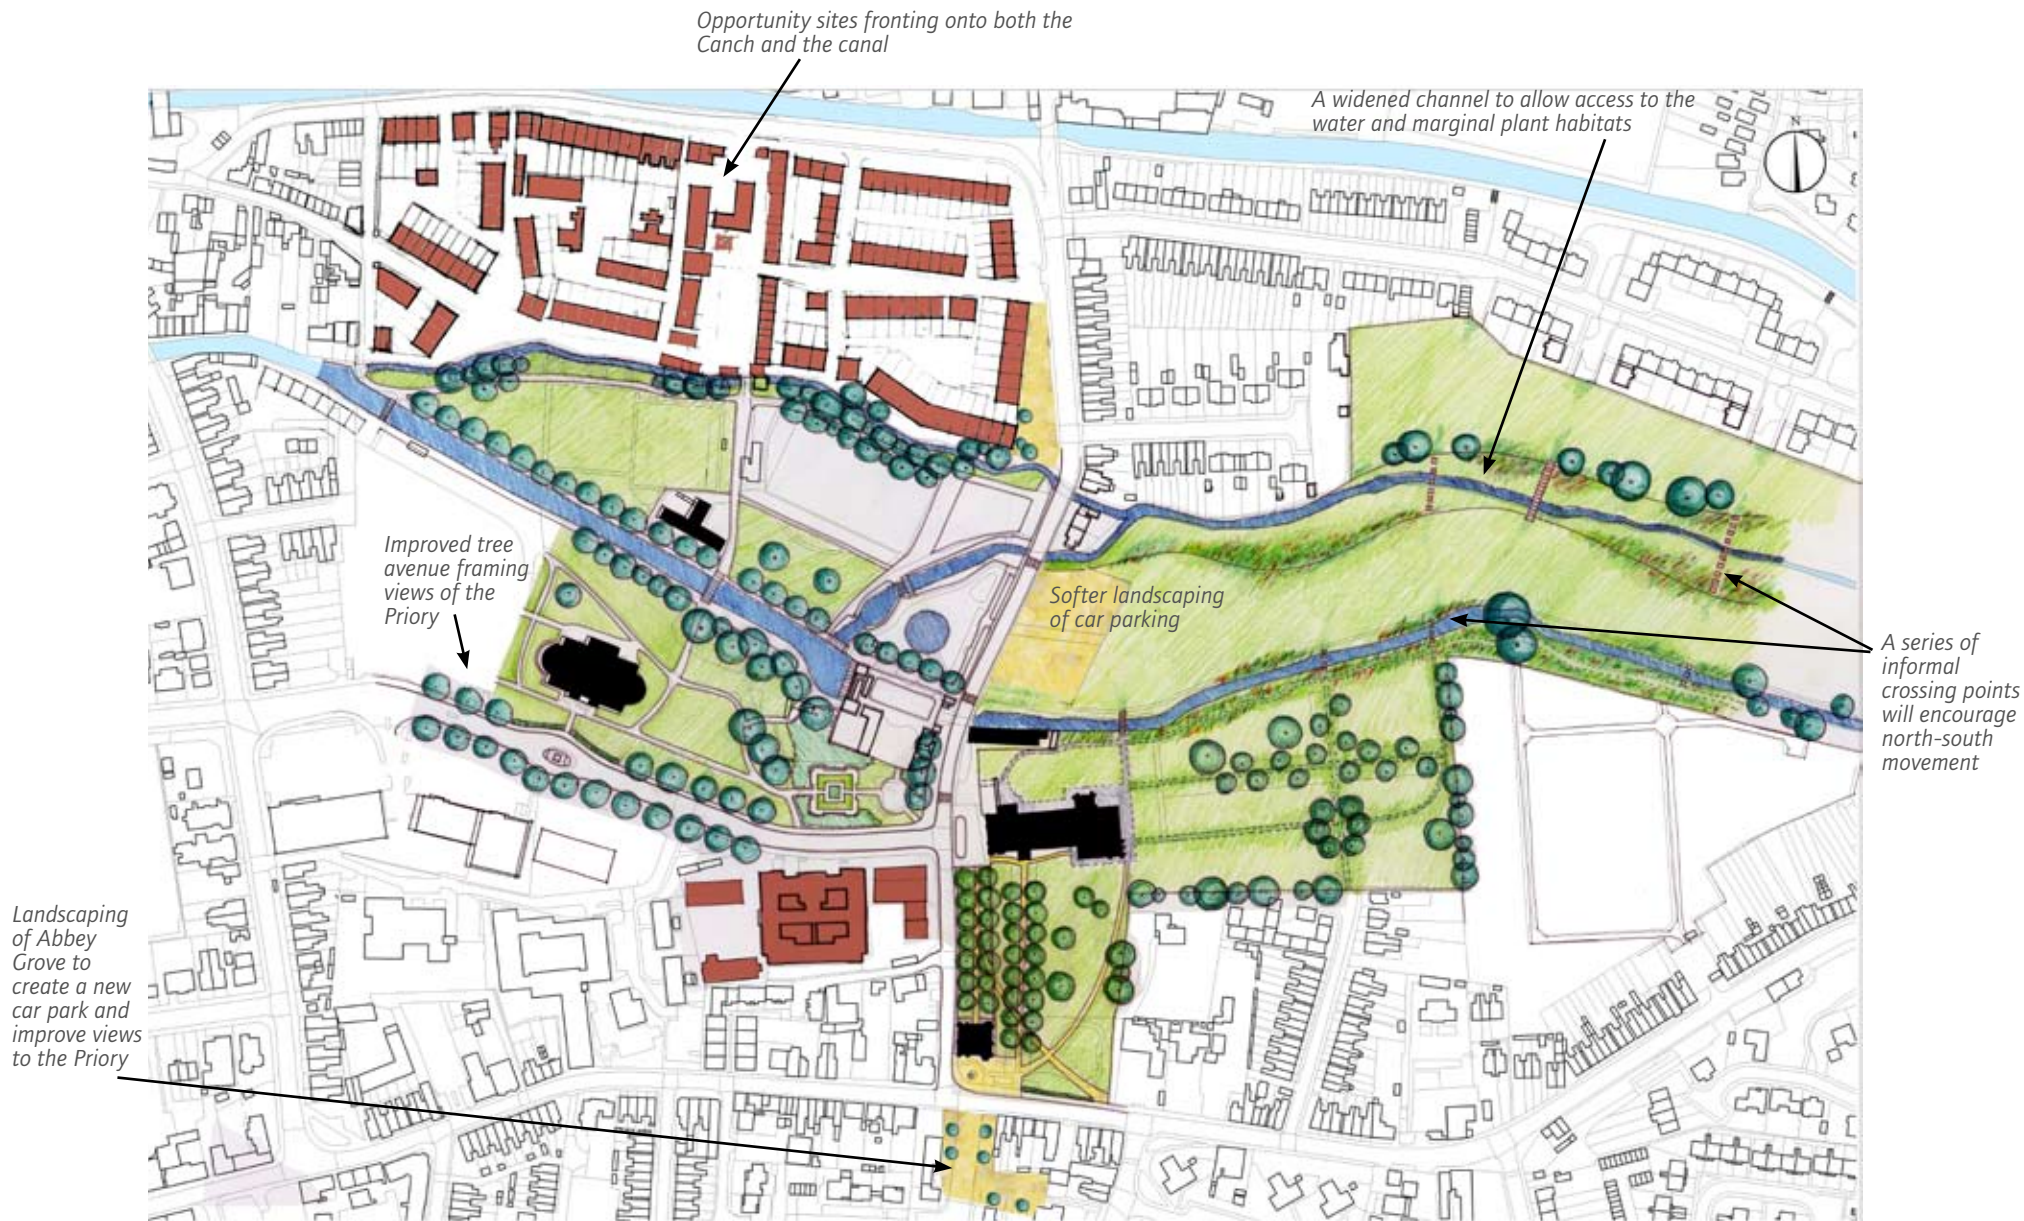 Opportunity sites fronting onto both the
Canch and the canal
A widened channel to allow access to the
water and marginal plant habitats
N
Improved tree
avenue framing
views of the
Priory
Softer landscaping
of car parking
A series of
informal
crossing points
will encourage
north-south
movement
Landscaping
of Abbey
Grove to
create a new
car park and
improve views
to the Priory